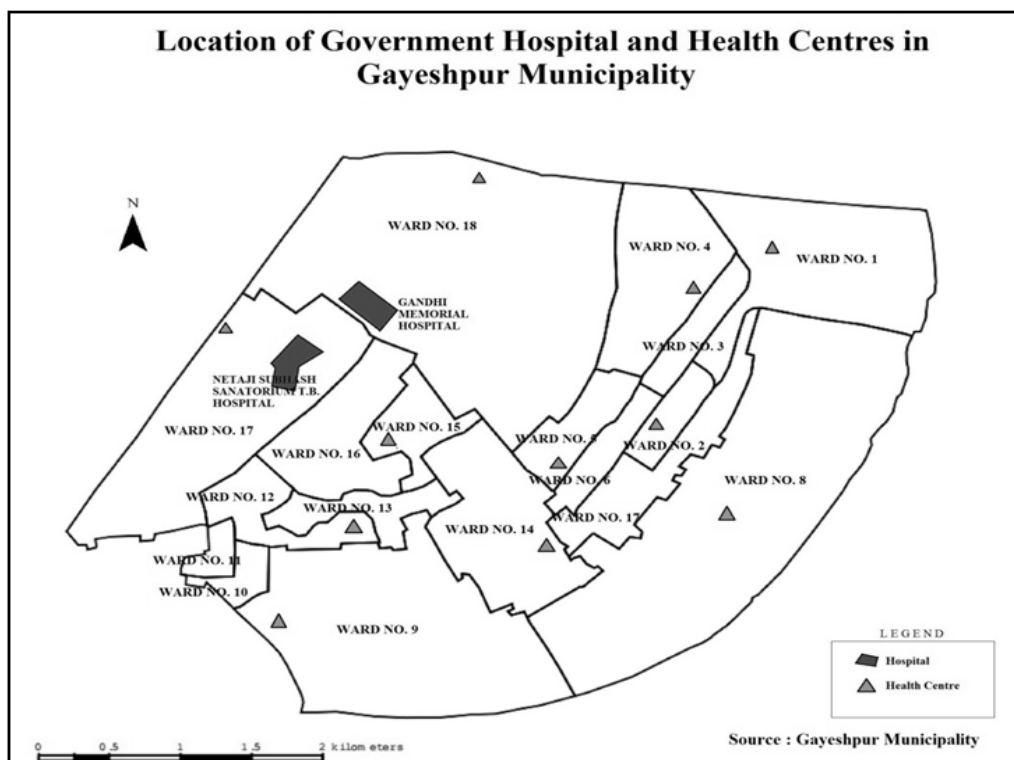 Location of Government Hospital and Health Centres in
Gayeshpur Municipality
N
WARD NO. 18
WARD NO. 4
WARD NO. 1
GANDHI
MEMORIAL
HOSPITAL
WARD NO. 3
NETAJI SUBHASH
SANATORIUM T.B.
HOSPITAL
WARD NO. 17
WARD NO. 15
WARD NO. 16
WARD NO. 5
WARD NO. 2
WARD NO. 6
WARD NO. 8
WARD NO. 12
WARD NO. 13
WARD NO. 14
WARD NO. 17
WARD NO. 11
WARD NO. 10
WARD NO. 9
LEGEND
Hospital
Health Centre
0 0.5 1 2 kilometers
Source : Gayeshpur Municipality